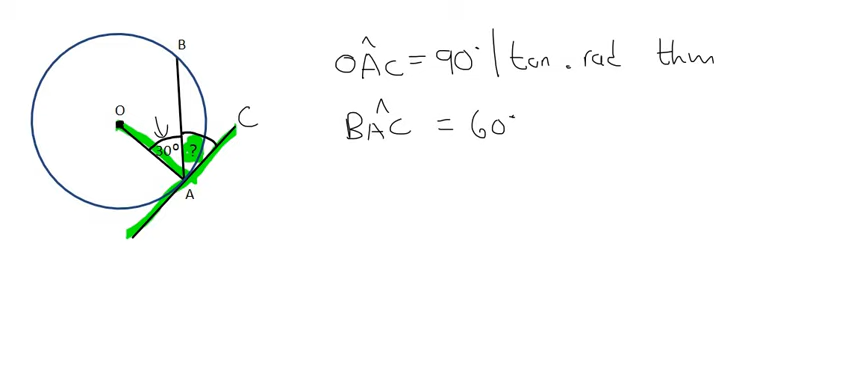 B
OÂC = 90° | tan. rad thm
O
C
BÂC = 60°
30°
?
A